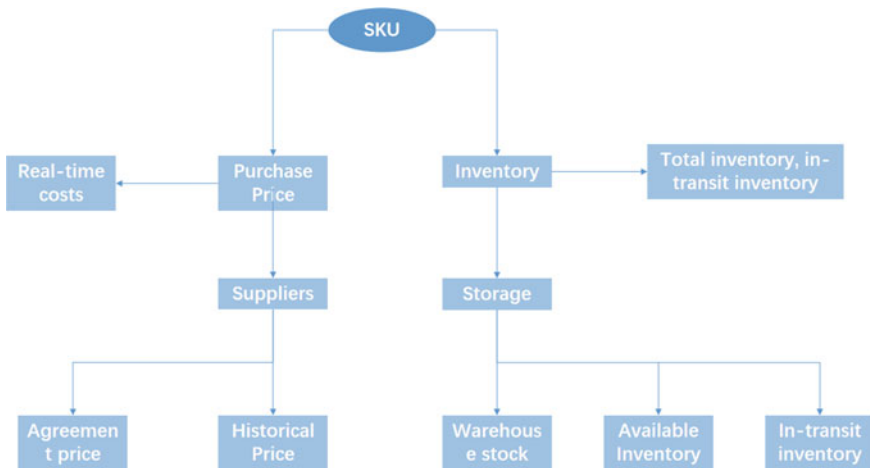 SKU
Real-time
costs
Purchase
Price
Inventory
Total inventory, in-
transit inventory
Suppliers
Storage
Agreemen
t price
Historical
Price
Warehous
e stock
Available
Inventory
In-transit
inventory